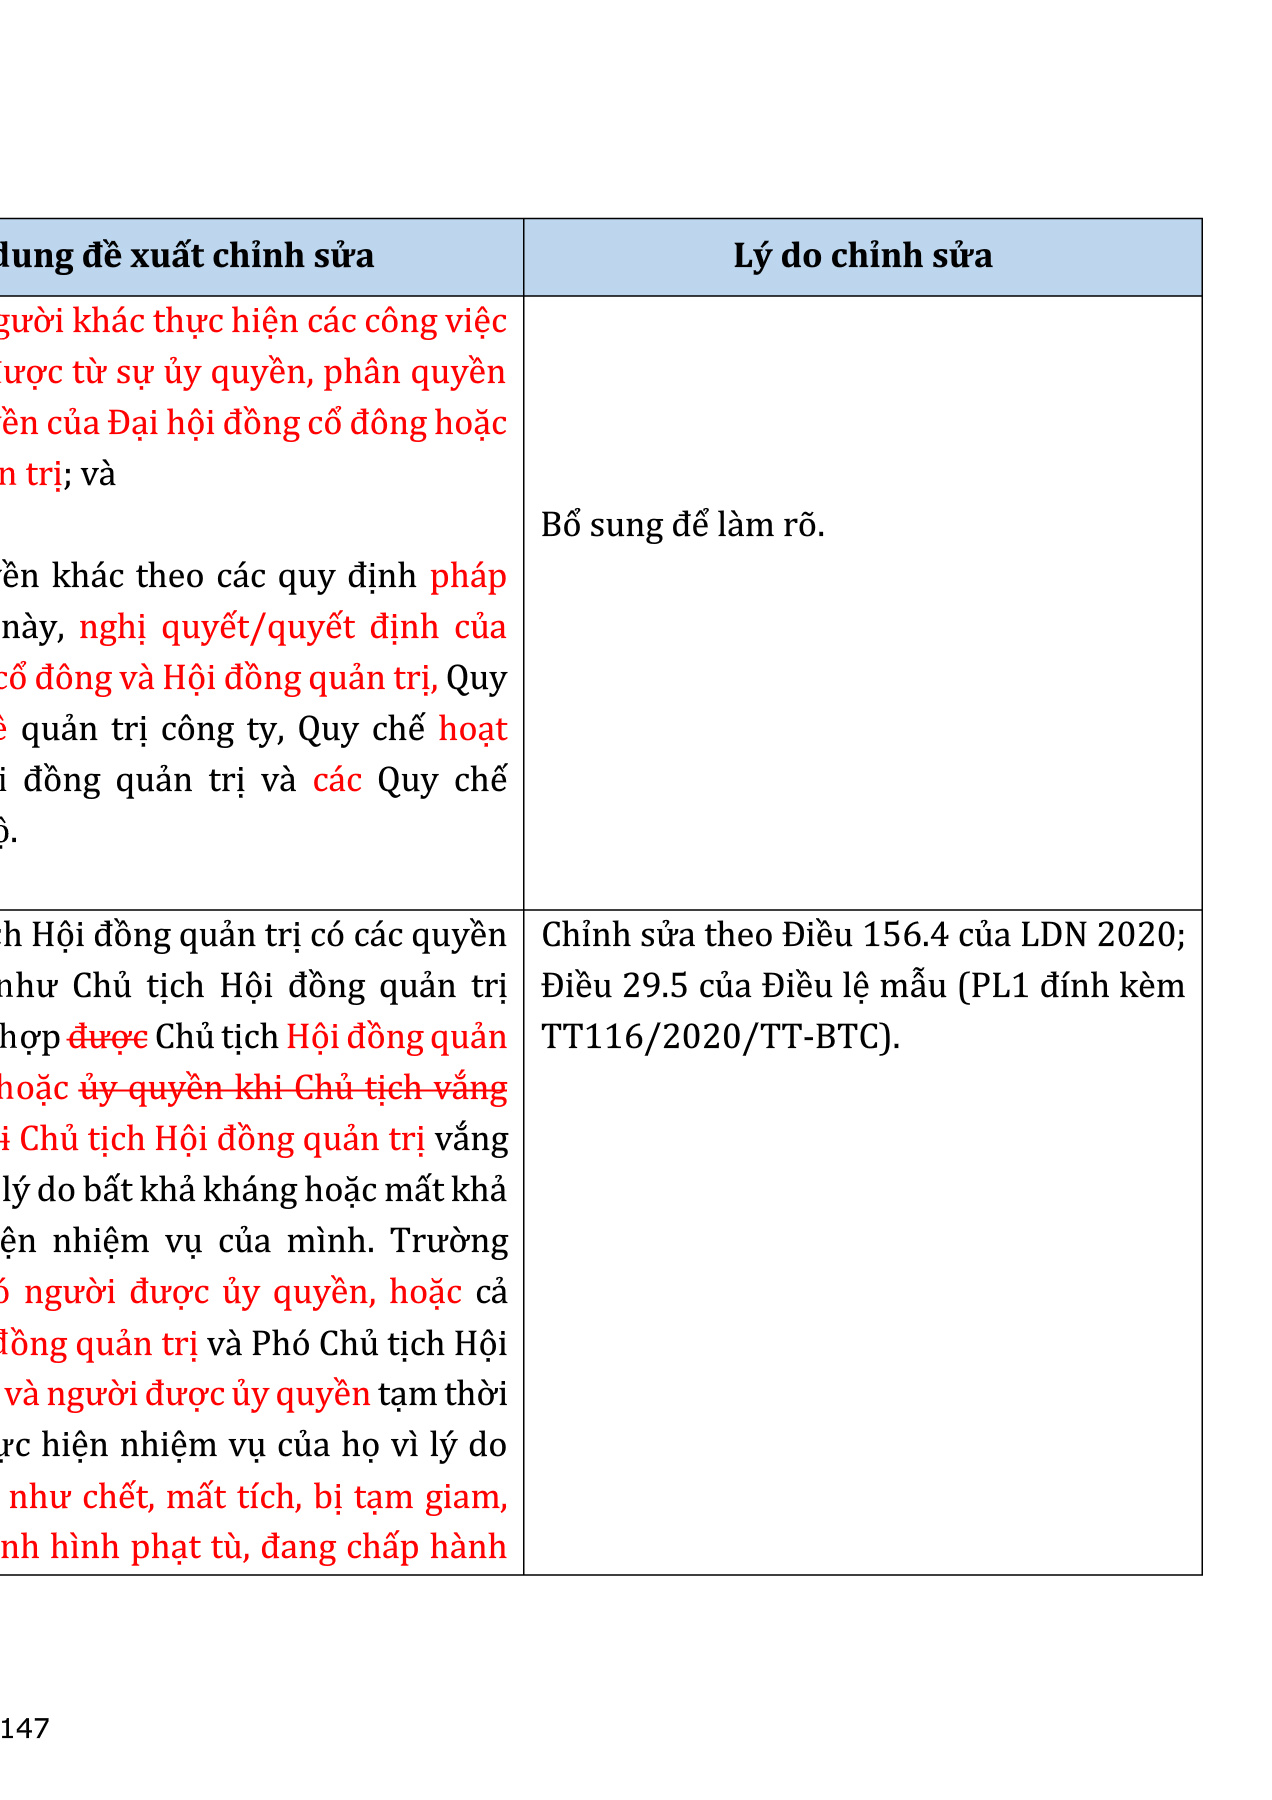 dung đề xuất chỉnh sửa
Lý do chỉnh sửa
gười khác thực hiện các công việc
được từ sự ủy quyền, phân quyền
yền của Đại hội đồng cổ đông hoặc
n trị; và
Bổ sung để làm rõ.
yền khác theo các quy định pháp
này, nghị quyết/quyết định của
cổ đông và Hội đồng quản trị, Quy
ế quản trị công ty, Quy chế hoạt
i đồng quản trị và các Quy chế
ộ.
ch Hội đồng quản trị có các quyền
như Chủ tịch Hội đồng quản trị
hợp được Chủ tịch Hội đồng quản
hoặc ủy quyền khi Chủ tịch vắng
i Chủ tịch Hội đồng quản trị vắng
lý do bất khả kháng hoặc mất khả
ện nhiệm vụ của mình. Trường
ó người được ủy quyền, hoặc cả
đồng quản trị và Phó Chủ tịch Hội
và người được ủy quyền tạm thời
ực hiện nhiệm vụ của họ vì lý do
như chết, mất tích, bị tạm giam,
nh hình phạt tù, đang chấp hành
Chỉnh sửa theo Điều 156.4 của LDN 2020;
Điều 29.5 của Điều lệ mẫu (PL1 đính kèm
TT116/2020/TT-BTC).
147